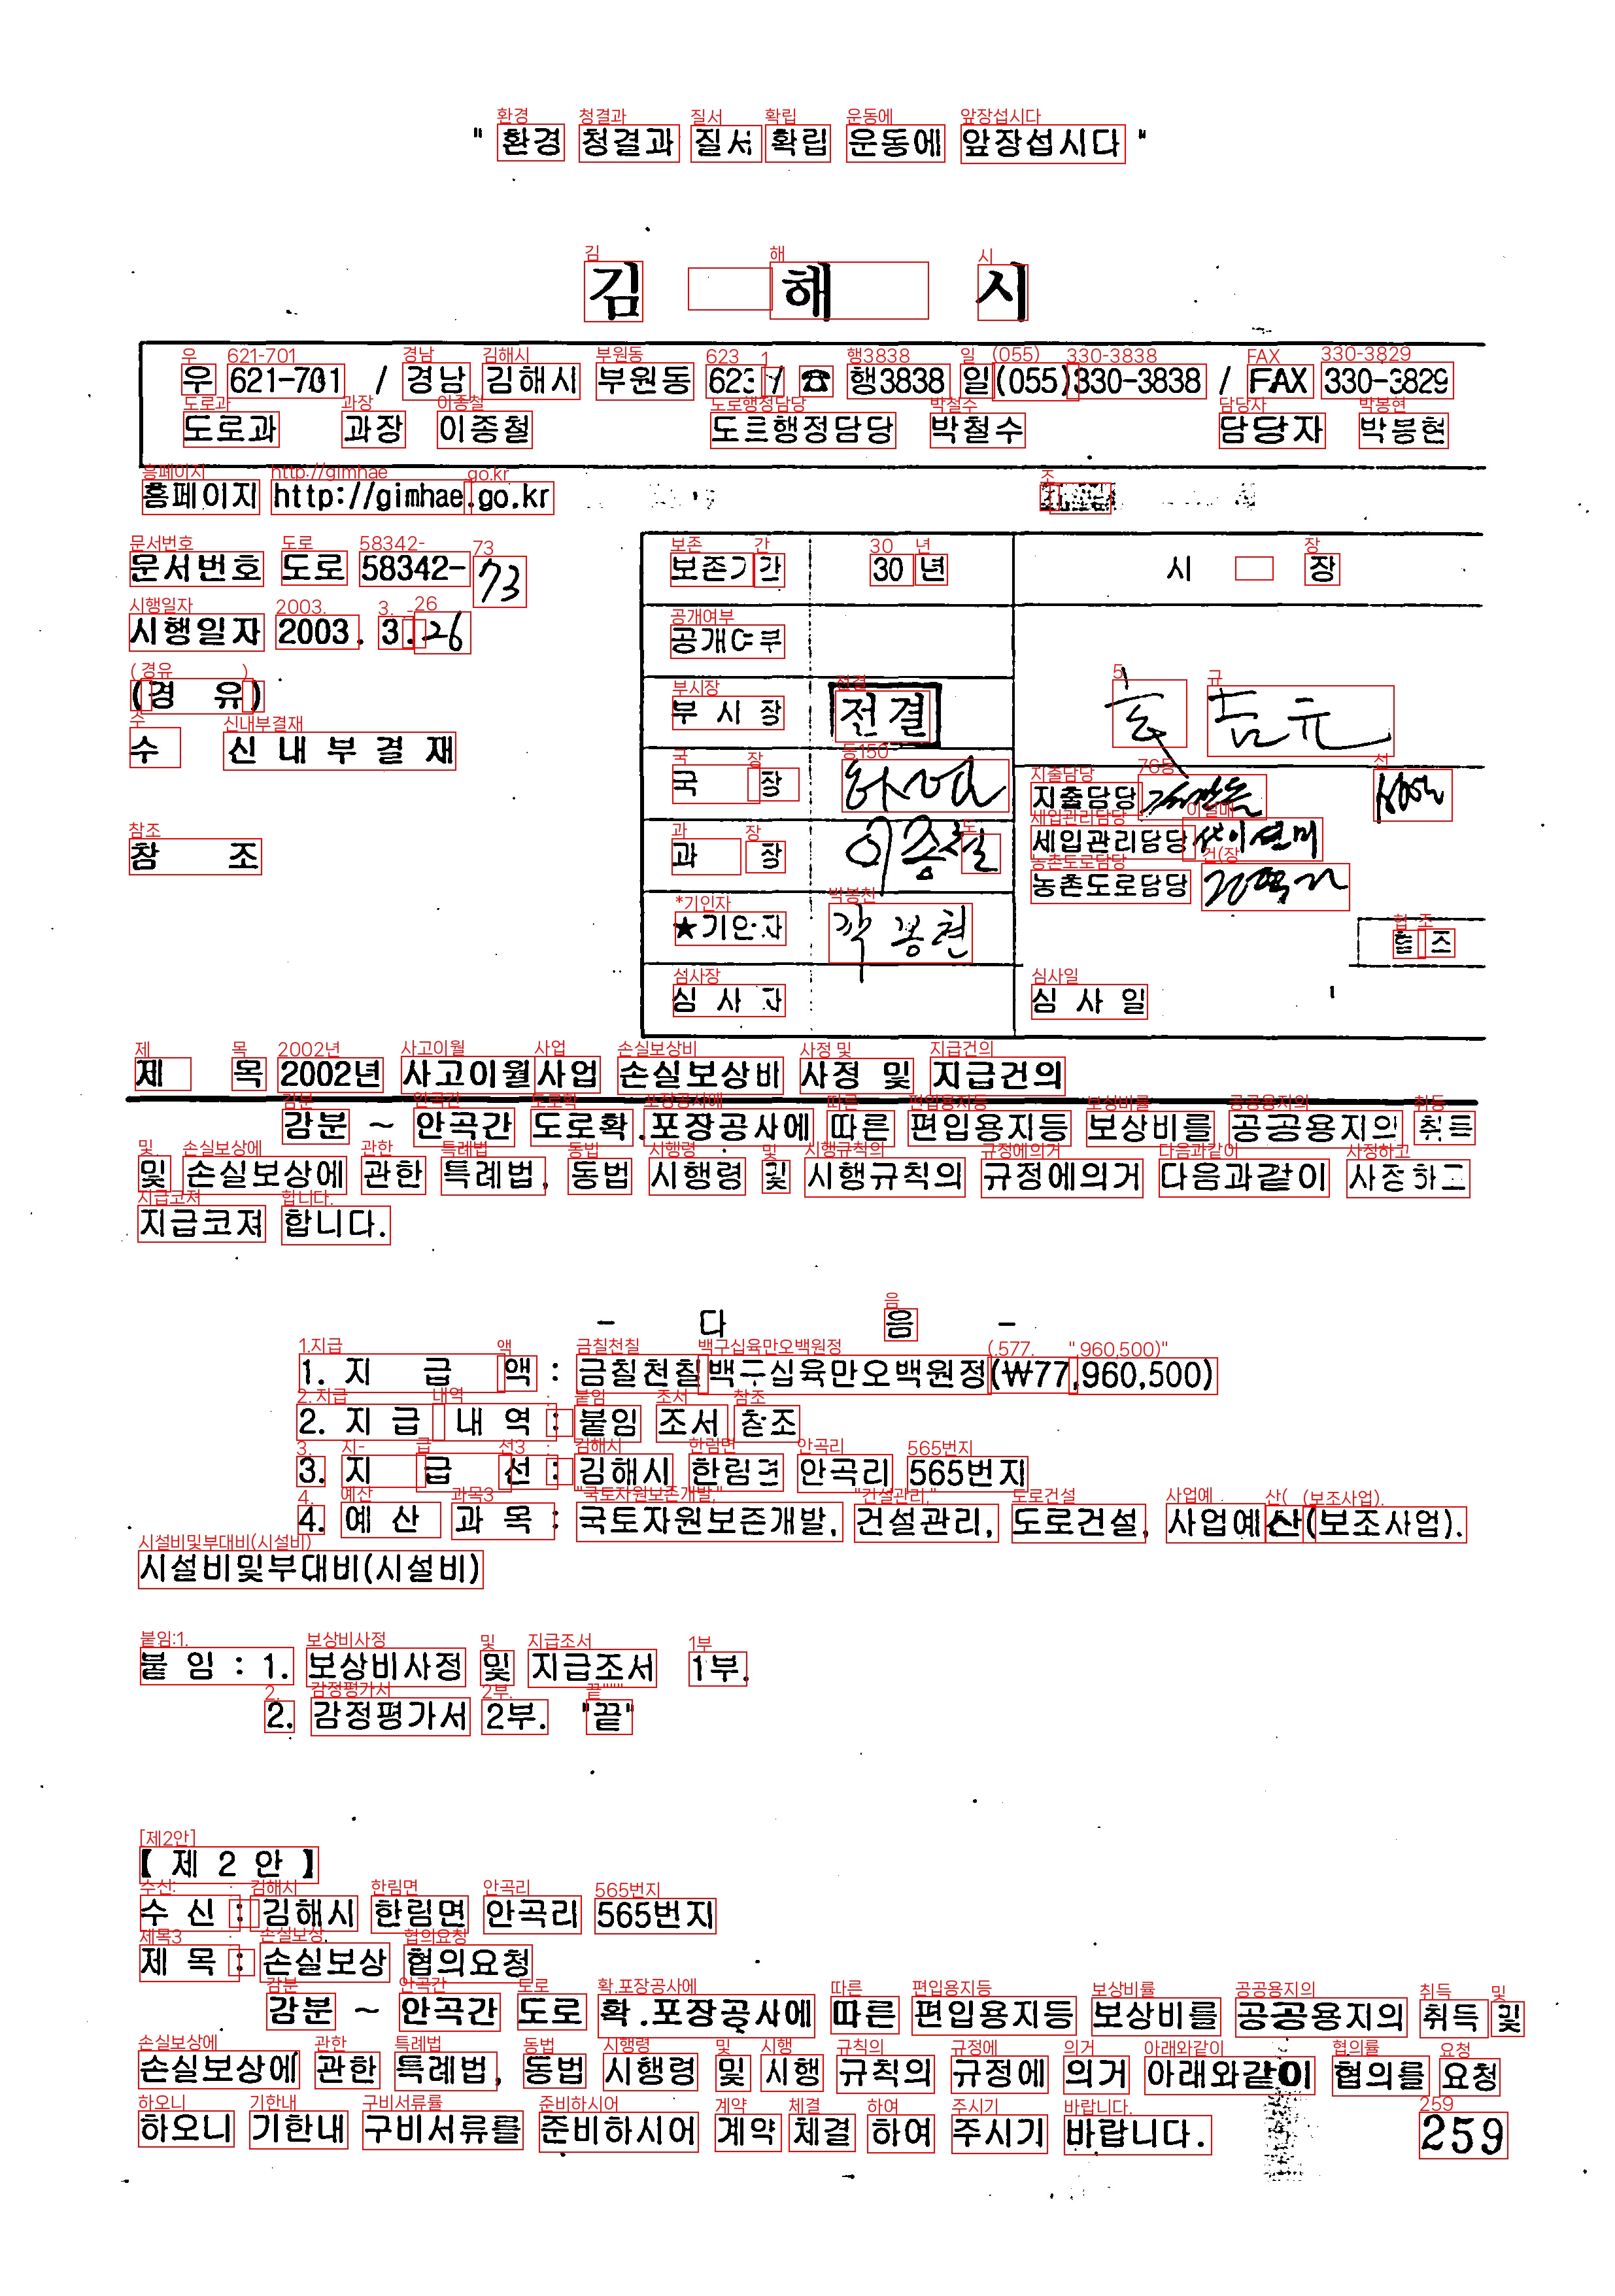 " 환경 청결과 질서 확립 운동에 앞장섭시다 "
김 해 시
우 621-701 / 경남 김해시 부원동 623 / ☎ 행3838 일(055)330-3838 / FAX 330-3829
도로과 과장 이종철 도로행정담당 박철수 담당자 박봉현
홈페이지 http://gimhae.go.kr
문서번호 도로 58342-73
시행일자 2003. 3. 26
(경 유)
수 신 내 부 결 재
참 조
보존기간 30 년 시 장
공개여부
부 시 장 전결
국 장
지출담당
세입관리담당
과 장 이종철
농촌도로담당
★기안자 박봉현
협 조
심 사 자 심 사 일
제 목 2002년 사고이월사업 손실보상비 사정 및 지급건의
감분 ~ 안곡간 도로확.포장공사에 따른 편입용지등 보상비를 공공용지의 취득
및 손실보상에 관한 특례법, 동법 시행령 및 시행규칙의 규정에의거 다음과같이 사정하고
지급코져 합니다.
- 다 음 -
1. 지 급 액 : 금칠천칠백구십육만오백원정(₩77,960,500)
2. 지 급 내 역 : 붙임 조서 참조
3. 지 급 선 : 김해시 한림면 안곡리 565번지
4. 예 산 과 목 : 국토자원보존개발, 건설관리, 도로건설, 사업예산(보조사업).
시설비및부대비(시설비)
붙 임 : 1. 보상비사정 및 지급조서 1부.
2. 감정평가서 2부. "끝"
【 제 2 안 】
수 신 : 김해시 한림면 안곡리 565번지
제 목 : 손실보상 협의요청
감분 ~ 안곡간 도로 확.포장공사에 따른 편입용지등 보상비를 공공용지의 취득 및
손실보상에 관한 특례법, 동법 시행령 및 시행 규칙의 규정에 의거 아래와같이 협의를 요청
하오니 기한내 구비서류를 준비하시어 계약 체결 하여 주시기 바랍니다.
259